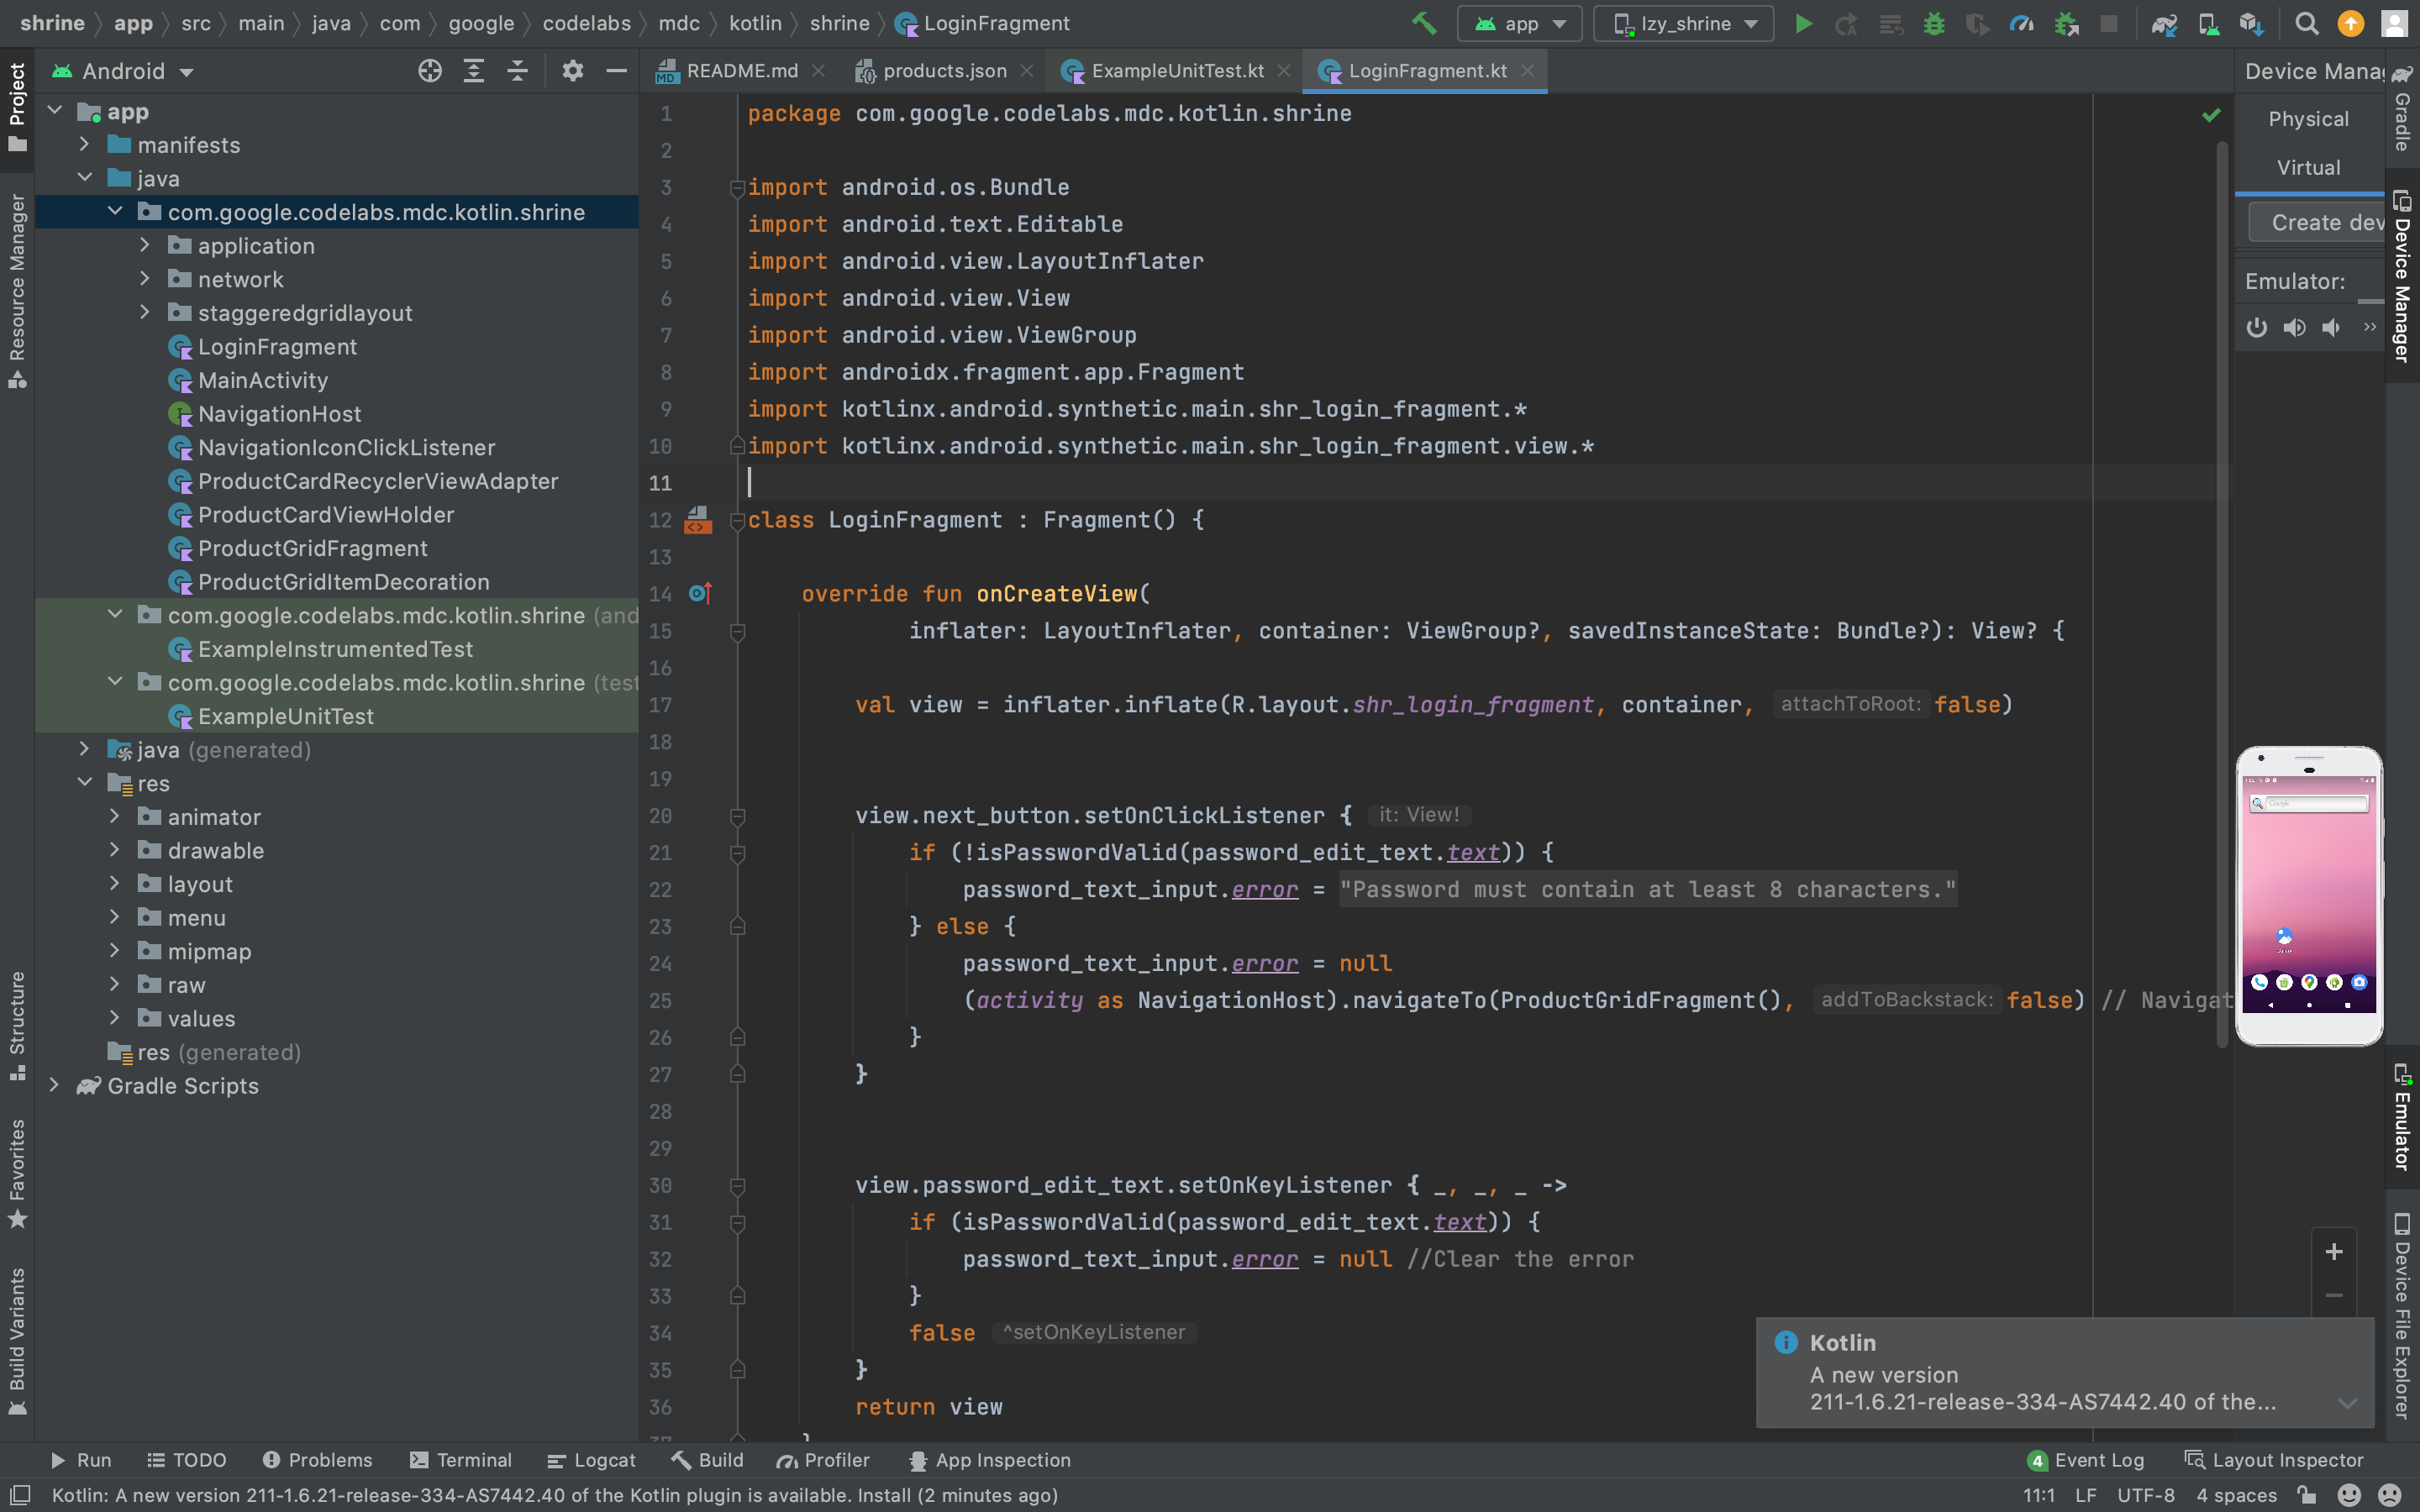 shrine app src main java com google codelabs mdc kotlin shrine LoginFragment
app
lzy_shrine
Project
Resource Manager
Structure
Favorites
Build Variants
Android
app
manifests
java
com.google.codelabs.mdc.kotlin.shrine
application
network
staggeredgridlayout
LoginFragment
MainActivity
NavigationHost
NavigationIconClickListener
ProductCardRecyclerViewAdapter
ProductCardViewHolder
ProductGridFragment
ProductGridItemDecoration
com.google.codelabs.mdc.kotlin.shrine (and
ExampleInstrumentedTest
com.google.codelabs.mdc.kotlin.shrine (test
ExampleUnitTest
java (generated)
res
animator
drawable
layout
menu
mipmap
raw
values
res (generated)
Gradle Scripts
MD README.md
products.json
ExampleUnitTest.kt
LoginFragment.kt
1 package com.google.codelabs.mdc.kotlin.shrine
2
3 import android.os.Bundle
4 import android.text.Editable
5 import android.view.LayoutInflater
6 import android.view.View
7 import android.view.ViewGroup
8 import androidx.fragment.app.Fragment
9 import kotlinx.android.synthetic.main.shr_login_fragment.*
10 import kotlinx.android.synthetic.main.shr_login_fragment.view.*
11
12 class LoginFragment : Fragment() {
13
14 override fun onCreateView(
15 inflater: LayoutInflater, container: ViewGroup?, savedInstanceState: Bundle?): View? {
16
17 val view = inflater.inflate(R.layout.shr_login_fragment, container, attachToRoot: false)
18
19
20 view.next_button.setOnClickListener { it: View!
21 if (!isPasswordValid(password_edit_text.text)) {
22 password_text_input.error = "Password must contain at least 8 characters."
23 } else {
24 password_text_input.error = null
25 (activity as NavigationHost).navigateTo(ProductGridFragment(), addToBackstack: false) // Navigat
26 }
27 }
28
29
30 view.password_edit_text.setOnKeyListener { _, _, _ ->
31 if (isPasswordValid(password_edit_text.text)) {
32 password_text_input.error = null //Clear the error
33 }
34 false ^setOnKeyListener
35 }
36 return view
Device Mana
Physical
Virtual
Create dev
Emulator:
Gradle
Device Manager
Emulator
Device File Explorer
Kotlin
A new version
211-1.6.21-release-334-AS7442.40 of the...
Run TODO Problems Terminal Logcat Build Profiler App Inspection
4 Event Log Layout Inspector
Kotlin: A new version 211-1.6.21-release-334-AS7442.40 of the Kotlin plugin is available. Install (2 minutes ago)
11:1 LF UTF-8 4 spaces